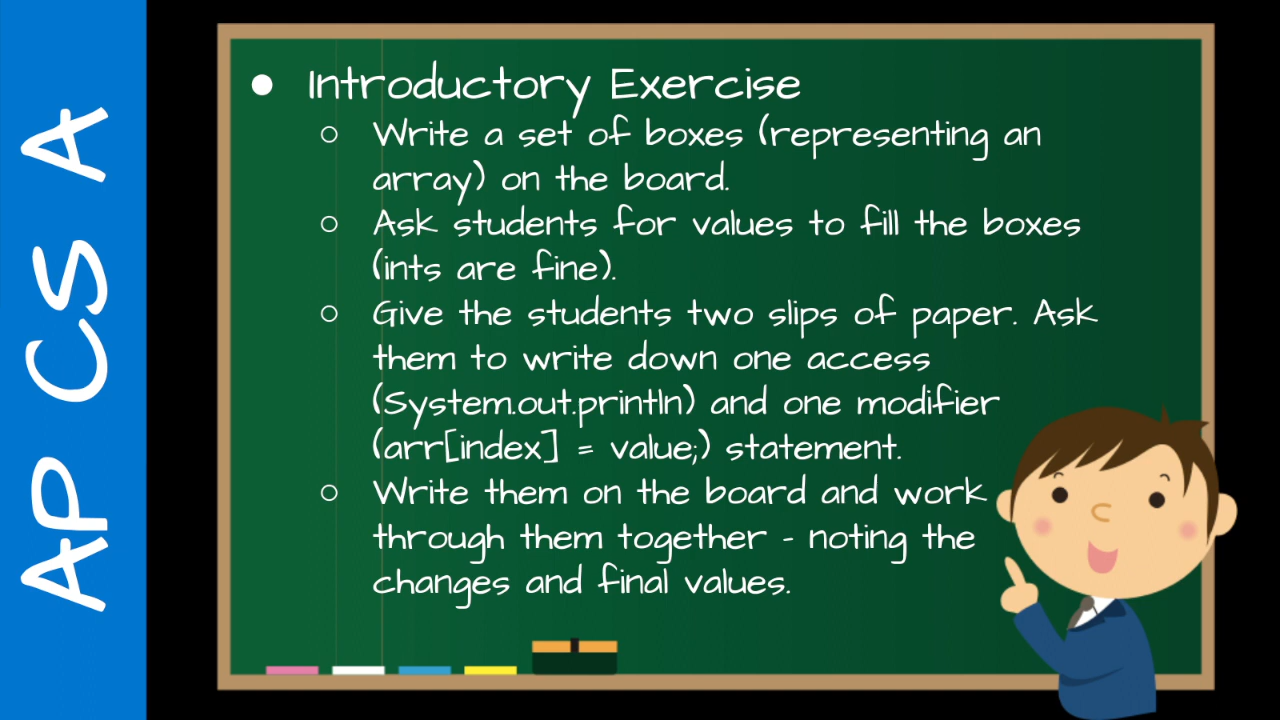 AP CS A
● Introductory Exercise
○ Write a set of boxes (representing an
array) on the board.
○ Ask students for values to fill the boxes
(ints are fine).
○ Give the students two slips of paper. Ask
them to write down one access
(System.out.println) and one modifier
(arr[index] = value;) statement.
○ Write them on the board and work
through them together - noting the
changes and final values.